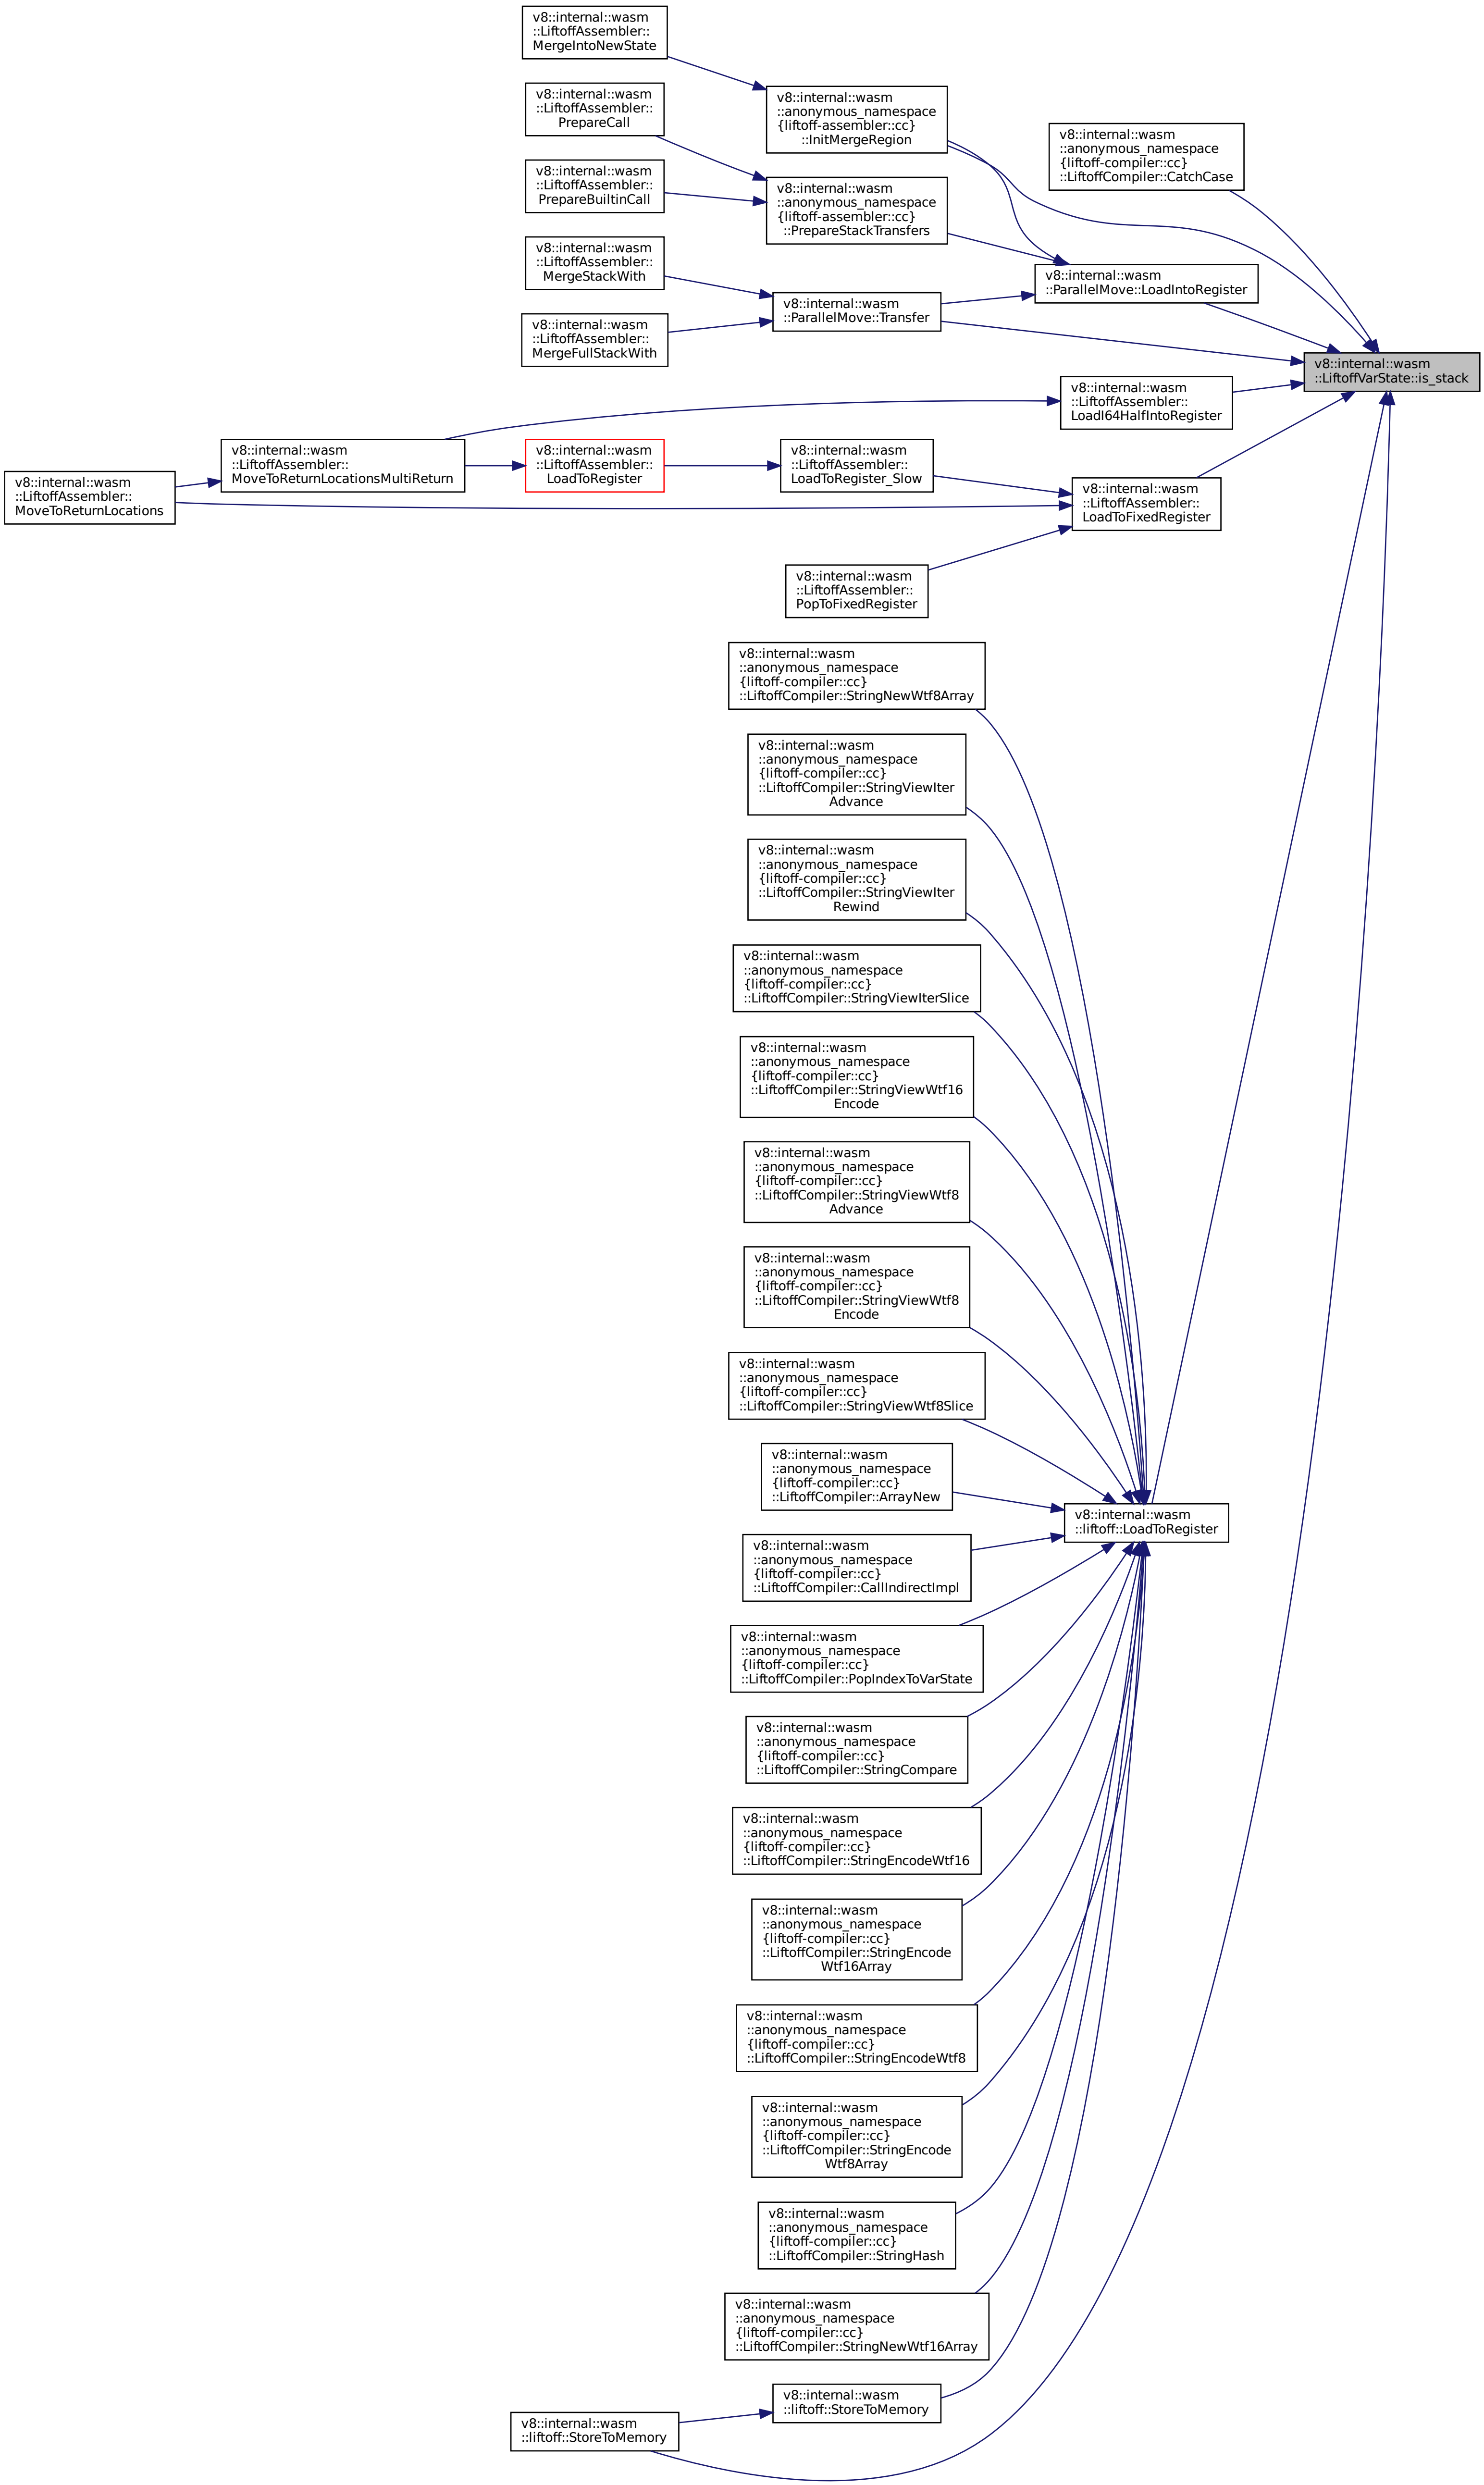 v8::internal::wasm
::LiftoffAssembler::
MergeIntoNewState
v8::internal::wasm
::LiftoffAssembler::
PrepareCall
v8::internal::wasm
::anonymous_namespace
{liftoff-assembler::cc}
::InitMergeRegion
v8::internal::wasm
::anonymous_namespace
{liftoff-compiler::cc}
::LiftoffCompiler::CatchCase
v8::internal::wasm
::LiftoffAssembler::
PrepareBuiltinCall
v8::internal::wasm
::anonymous_namespace
{liftoff-assembler::cc}
::PrepareStackTransfers
v8::internal::wasm
::LiftoffAssembler::
MergeStackWith
v8::internal::wasm
::ParallelMove::LoadIntoRegister
v8::internal::wasm
::ParallelMove::Transfer
v8::internal::wasm
::LiftoffAssembler::
MergeFullStackWith
v8::internal::wasm
::LiftoffVarState::is_stack
v8::internal::wasm
::LiftoffAssembler::
LoadI64HalfIntoRegister
v8::internal::wasm
::LiftoffAssembler::
MoveToReturnLocationsMultiReturn
v8::internal::wasm
::LiftoffAssembler::
LoadToRegister
v8::internal::wasm
::LiftoffAssembler::
LoadToRegister_Slow
v8::internal::wasm
::LiftoffAssembler::
MoveToReturnLocations
v8::internal::wasm
::LiftoffAssembler::
LoadToFixedRegister
v8::internal::wasm
::LiftoffAssembler::
PopToFixedRegister
v8::internal::wasm
::anonymous_namespace
{liftoff-compiler::cc}
::LiftoffCompiler::StringNewWtf8Array
v8::internal::wasm
::anonymous_namespace
{liftoff-compiler::cc}
::LiftoffCompiler::StringViewIter
Advance
v8::internal::wasm
::anonymous_namespace
{liftoff-compiler::cc}
::LiftoffCompiler::StringViewIter
Rewind
v8::internal::wasm
::anonymous_namespace
{liftoff-compiler::cc}
::LiftoffCompiler::StringViewIterSlice
v8::internal::wasm
::anonymous_namespace
{liftoff-compiler::cc}
::LiftoffCompiler::StringViewWtf16
Encode
v8::internal::wasm
::anonymous_namespace
{liftoff-compiler::cc}
::LiftoffCompiler::StringViewWtf8
Advance
v8::internal::wasm
::anonymous_namespace
{liftoff-compiler::cc}
::LiftoffCompiler::StringViewWtf8
Encode
v8::internal::wasm
::anonymous_namespace
{liftoff-compiler::cc}
::LiftoffCompiler::StringViewWtf8Slice
v8::internal::wasm
::anonymous_namespace
{liftoff-compiler::cc}
::LiftoffCompiler::ArrayNew
v8::internal::wasm
::liftoff::LoadToRegister
v8::internal::wasm
::anonymous_namespace
{liftoff-compiler::cc}
::LiftoffCompiler::CallIndirectImpl
v8::internal::wasm
::anonymous_namespace
{liftoff-compiler::cc}
::LiftoffCompiler::PopIndexToVarState
v8::internal::wasm
::anonymous_namespace
{liftoff-compiler::cc}
::LiftoffCompiler::StringCompare
v8::internal::wasm
::anonymous_namespace
{liftoff-compiler::cc}
::LiftoffCompiler::StringEncodeWtf16
v8::internal::wasm
::anonymous_namespace
{liftoff-compiler::cc}
::LiftoffCompiler::StringEncode
Wtf16Array
v8::internal::wasm
::anonymous_namespace
{liftoff-compiler::cc}
::LiftoffCompiler::StringEncodeWtf8
v8::internal::wasm
::anonymous_namespace
{liftoff-compiler::cc}
::LiftoffCompiler::StringEncode
Wtf8Array
v8::internal::wasm
::anonymous_namespace
{liftoff-compiler::cc}
::LiftoffCompiler::StringHash
v8::internal::wasm
::anonymous_namespace
{liftoff-compiler::cc}
::LiftoffCompiler::StringNewWtf16Array
v8::internal::wasm
::liftoff::StoreToMemory
v8::internal::wasm
::liftoff::StoreToMemory